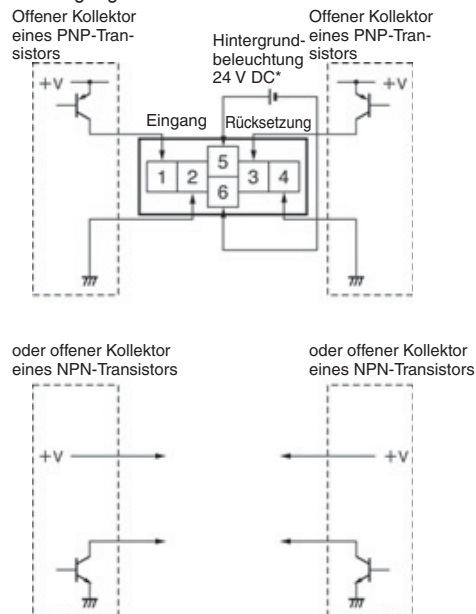 Offener Kollektor
eines PNP-Tran-
sistors
Hintergrund-
beleuchtung
24 V DC*
Offener Kollektor
eines PNP-Tran-
sistors
+V
+V
Eingang
Rücksetzung
5
1 2 3 4
6
oder offener Kollektor
eines NPN-Transistors
oder offener Kollektor
eines NPN-Transistors
+V
+V